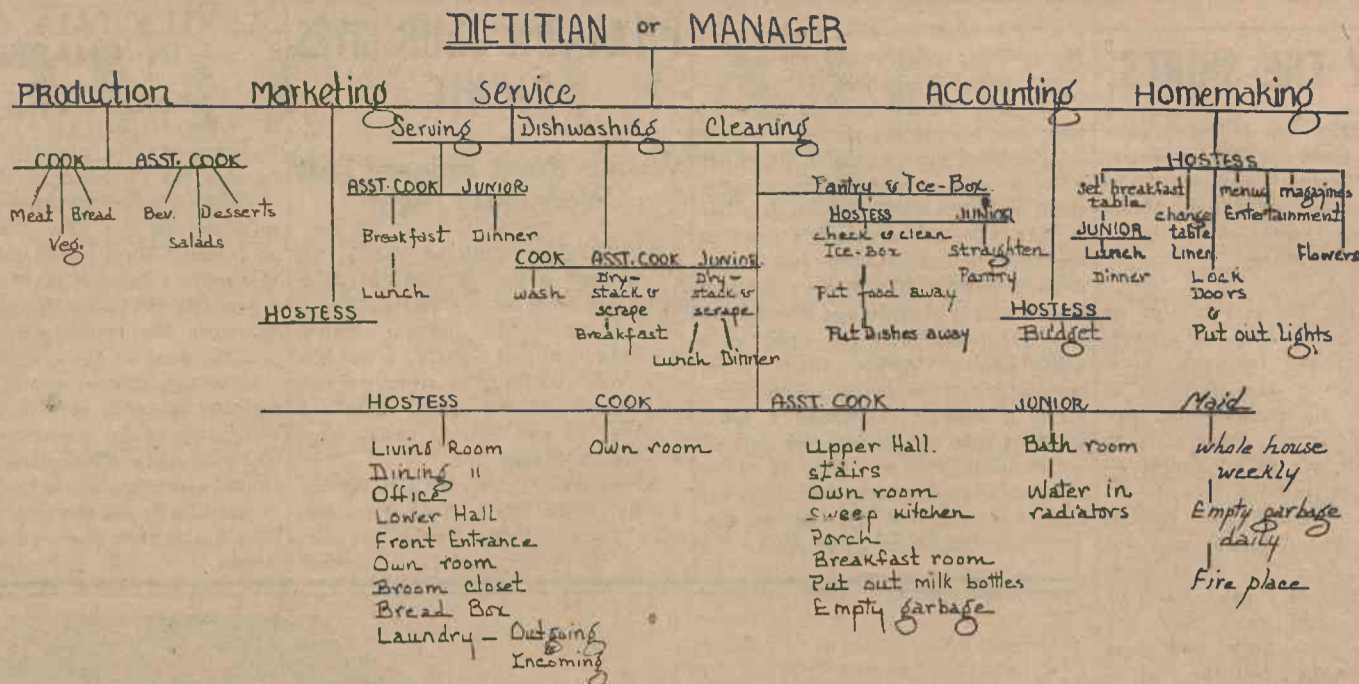 DIETITIAN or MANAGER
PRODUCTION Marketing Service ACCOUNTING Homemaking
Serving Dishwashing Cleaning
COOK ASST. COOK
Meat Bread
Veg.
Bev. Desserts
Salads
HOSTESS
ASST. COOK JUNIOR
Breakfast Dinner
Lunch
COOK ASST. COOK JUNIOR
wash
Dry-
stack &
scrape
Breakfast
Dry-
stack &
scrape
Lunch Dinner
Pantry & Ice-Box
HOSTESS JUNIOR
check & clean
Ice-Box
Put food away
Put Dishes away
Straighten
Pantry
HOSTESS
Budget
HOSTESS
set breakfast
table
JUNIOR
Lunch
Dinner
change
table
Linen
menus magazines
Entertainment
Flowers
LOCK
DOORS
&
Put out lights
HOSTESS COOK ASST. COOK JUNIOR Maid
Living Room
Dining "
Office
Lower Hall
Front Entrance
Own room
Broom closet
Bread Box
Laundry - Outgoing
Incoming
Own room
Upper Hall.
stairs
Own room
Sweep kitchen
Porch
Breakfast room
Put out milk bottles
Empty garbage
Bath room
Water in
radiators
whole house
weekly
Empty garbage
daily
Fire place